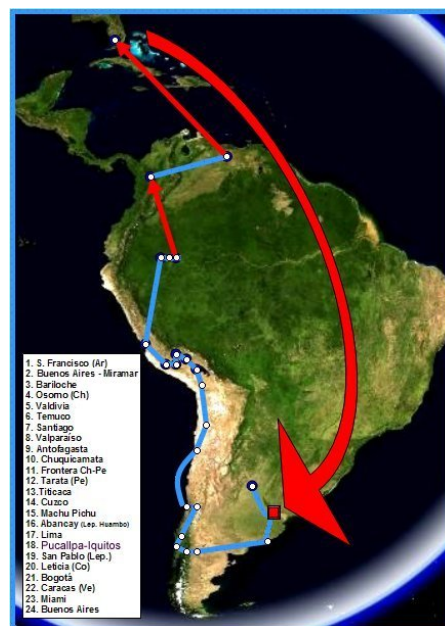 1. S. Francisco (Ar)
2. Buenos Aires - Miramar
3. Bariloche
4. Osorno (Ch)
5. Valdivia
6. Temuco
7. Santiago
8. Valparaíso
9. Antofagasta
10. Chuquicamata
11. Frontera Ch-Pe
12. Tarata (Pe)
13.Titicaca
14. Cuzco
15. Machu Pichu
16. Abancay (Lep. Huambo)
17. Lima
18. Pucallpa-Iquitos
19. San Pablo (Lep.)
20. Leticia (Co)
21. Bogotà
22. Caracas (Ve)
23. Miami
24. Buenos Aires